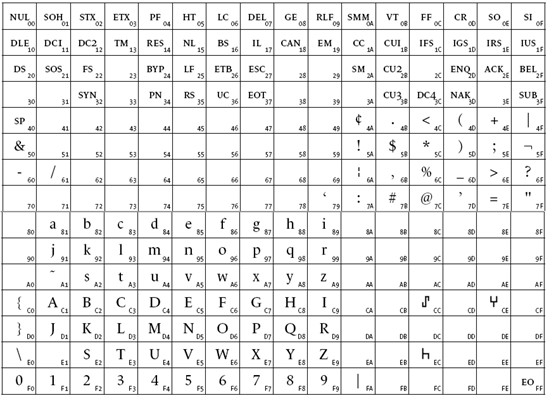 NUL 00 SOH 01 STX 02 ETX 03 PF 04 HT 05 LC 06 DEL 07 GE 08 RLF 09 SMM 0A VT 0B FF 0C CR 0D SO 0E SI 0F
DLE 10 DC1 11 DC2 12 TM 13 RES 14 NL 15 BS 16 IL 17 CAN 18 EM 19 CC 1A CU1 1B IFS 1C IGS 1D IRS 1E IUS 1F
DS 20 SOS 21 FS 22 23 BYP 24 LF 25 ETB 26 ESC 27 28 29 SM 2A CU2 2B 2C ENQ 2D ACK 2E BEL 2F
30 31 SYN 32 33 PN 34 RS 35 UC 36 EOT 37 38 39 3A CU3 3B DC4 3C NAK 3D 3E SUB 3F
SP 40 41 42 43 44 45 46 47 48 49 ¢ 4A . 4B < 4C ( 4D + 4E | 4F
& 50 51 52 53 54 55 56 57 58 59 ! 5A $ 5B * 5C ) 5D ; 5E ¬ 5F
- 60 / 61 62 63 64 65 66 67 68 69 ¦ 6A , 6B % 6C _ 6D > 6E ? 6F
70 71 72 73 74 75 76 77 78 ‘ 79 : 7A # 7B @ 7C ’ 7D = 7E " 7F
80 a 81 b 82 c 83 d 84 e 85 f 86 g 87 h 88 i 89 8A 8B 8C 8D 8E 8F
90 j 91 k 92 l 93 m 94 n 95 o 96 p 97 q 98 r 99 9A 9B 9C 9D 9E 9F
A0 ~ A1 s A2 t A3 u A4 v A5 w A6 x A7 y A8 z A9 AA AB AC AD AE AF
{ C0 A C1 B C2 C C3 D C4 E C5 F C6 G C7 H C8 I C9 CA CB ⑀ CC CD ⑂ CE CF
} D0 J D1 K D2 L D3 M D4 N D5 O D6 P D7 Q D8 R D9 DA DB DC DD DE DF
\ E0 E1 S E2 T E3 U E4 V E5 W E6 X E7 Y E8 Z E9 EA EB ⑁ EC ED EE EF
0 F0 1 F1 2 F2 3 F3 4 F4 5 F5 6 F6 7 F7 8 F8 9 F9 | FA FB FC FD FE EO FF